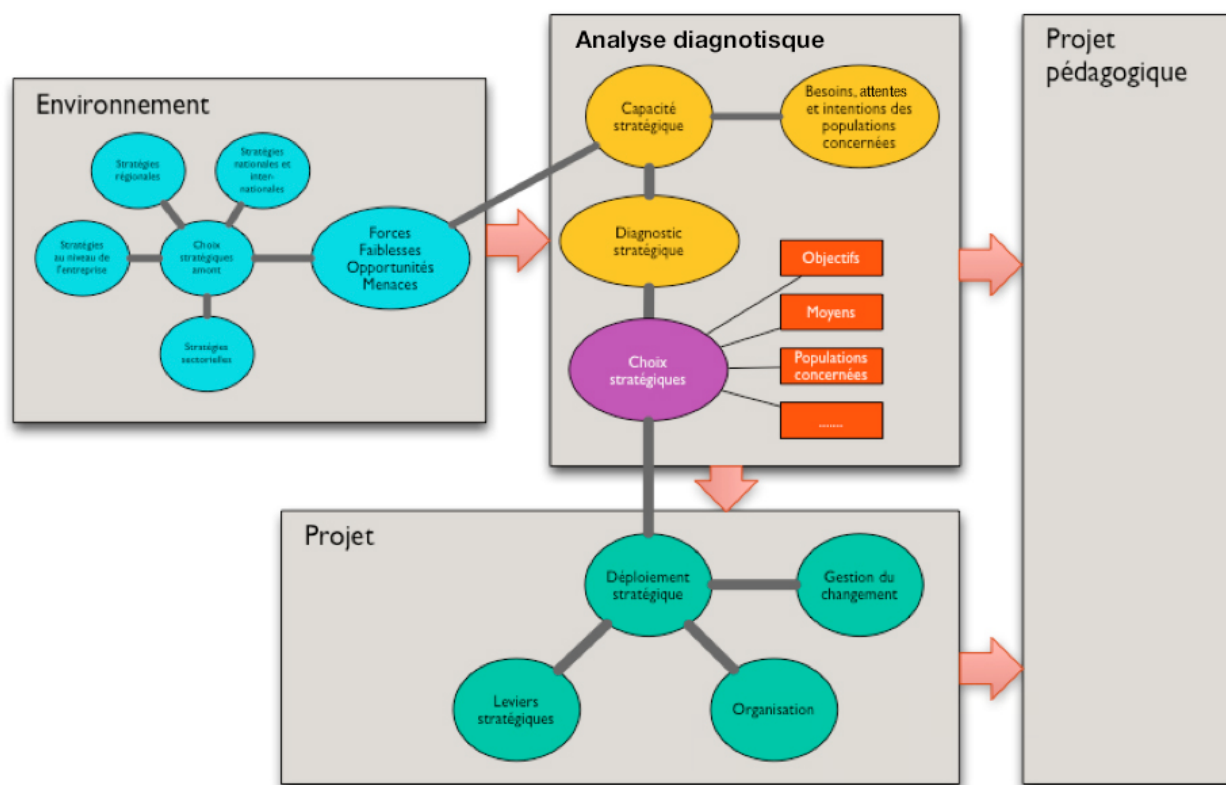 Environnement
Stratégies
régionales
Stratégies
nationales et
inter-
nationales
Stratégies
au niveau de
l'entreprise
Choix
stratégiques
amont
Stratégies
sectorielles
Forces
Faiblesses
Opportunités
Menaces
Analyse diagnotisque
Capacité
stratégique
Besoins, attentes
et intentions des
populations
concernées
Diagnostic
stratégique
Choix
stratégiques
Objectifs
Moyens
Populations
concernées
.......
Projet
pédagogique
Projet
Déploiement
stratégique
Gestion du
changement
Leviers
stratégiques
Organisation